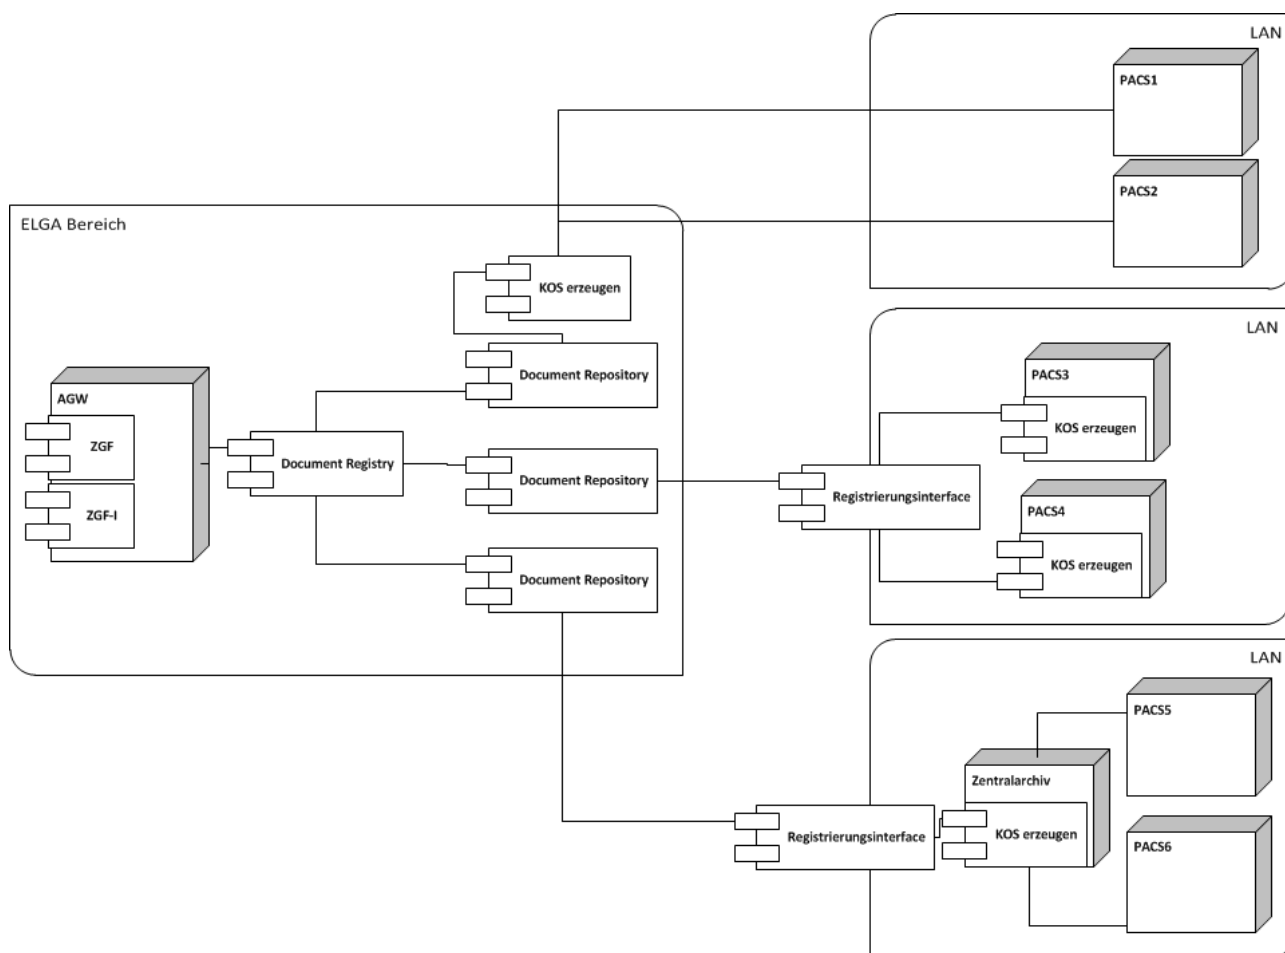 LAN
PACS1
PACS2
ELGA Bereich
KOS erzeugen
Document Repository
AGW
ZGF
ZGF-I
Document Registry
Document Repository
Document Repository
LAN
PACS3
KOS erzeugen
Registrierungsinterface
PACS4
KOS erzeugen
LAN
PACS5
Zentralarchiv
KOS erzeugen
Registrierungsinterface
PACS6